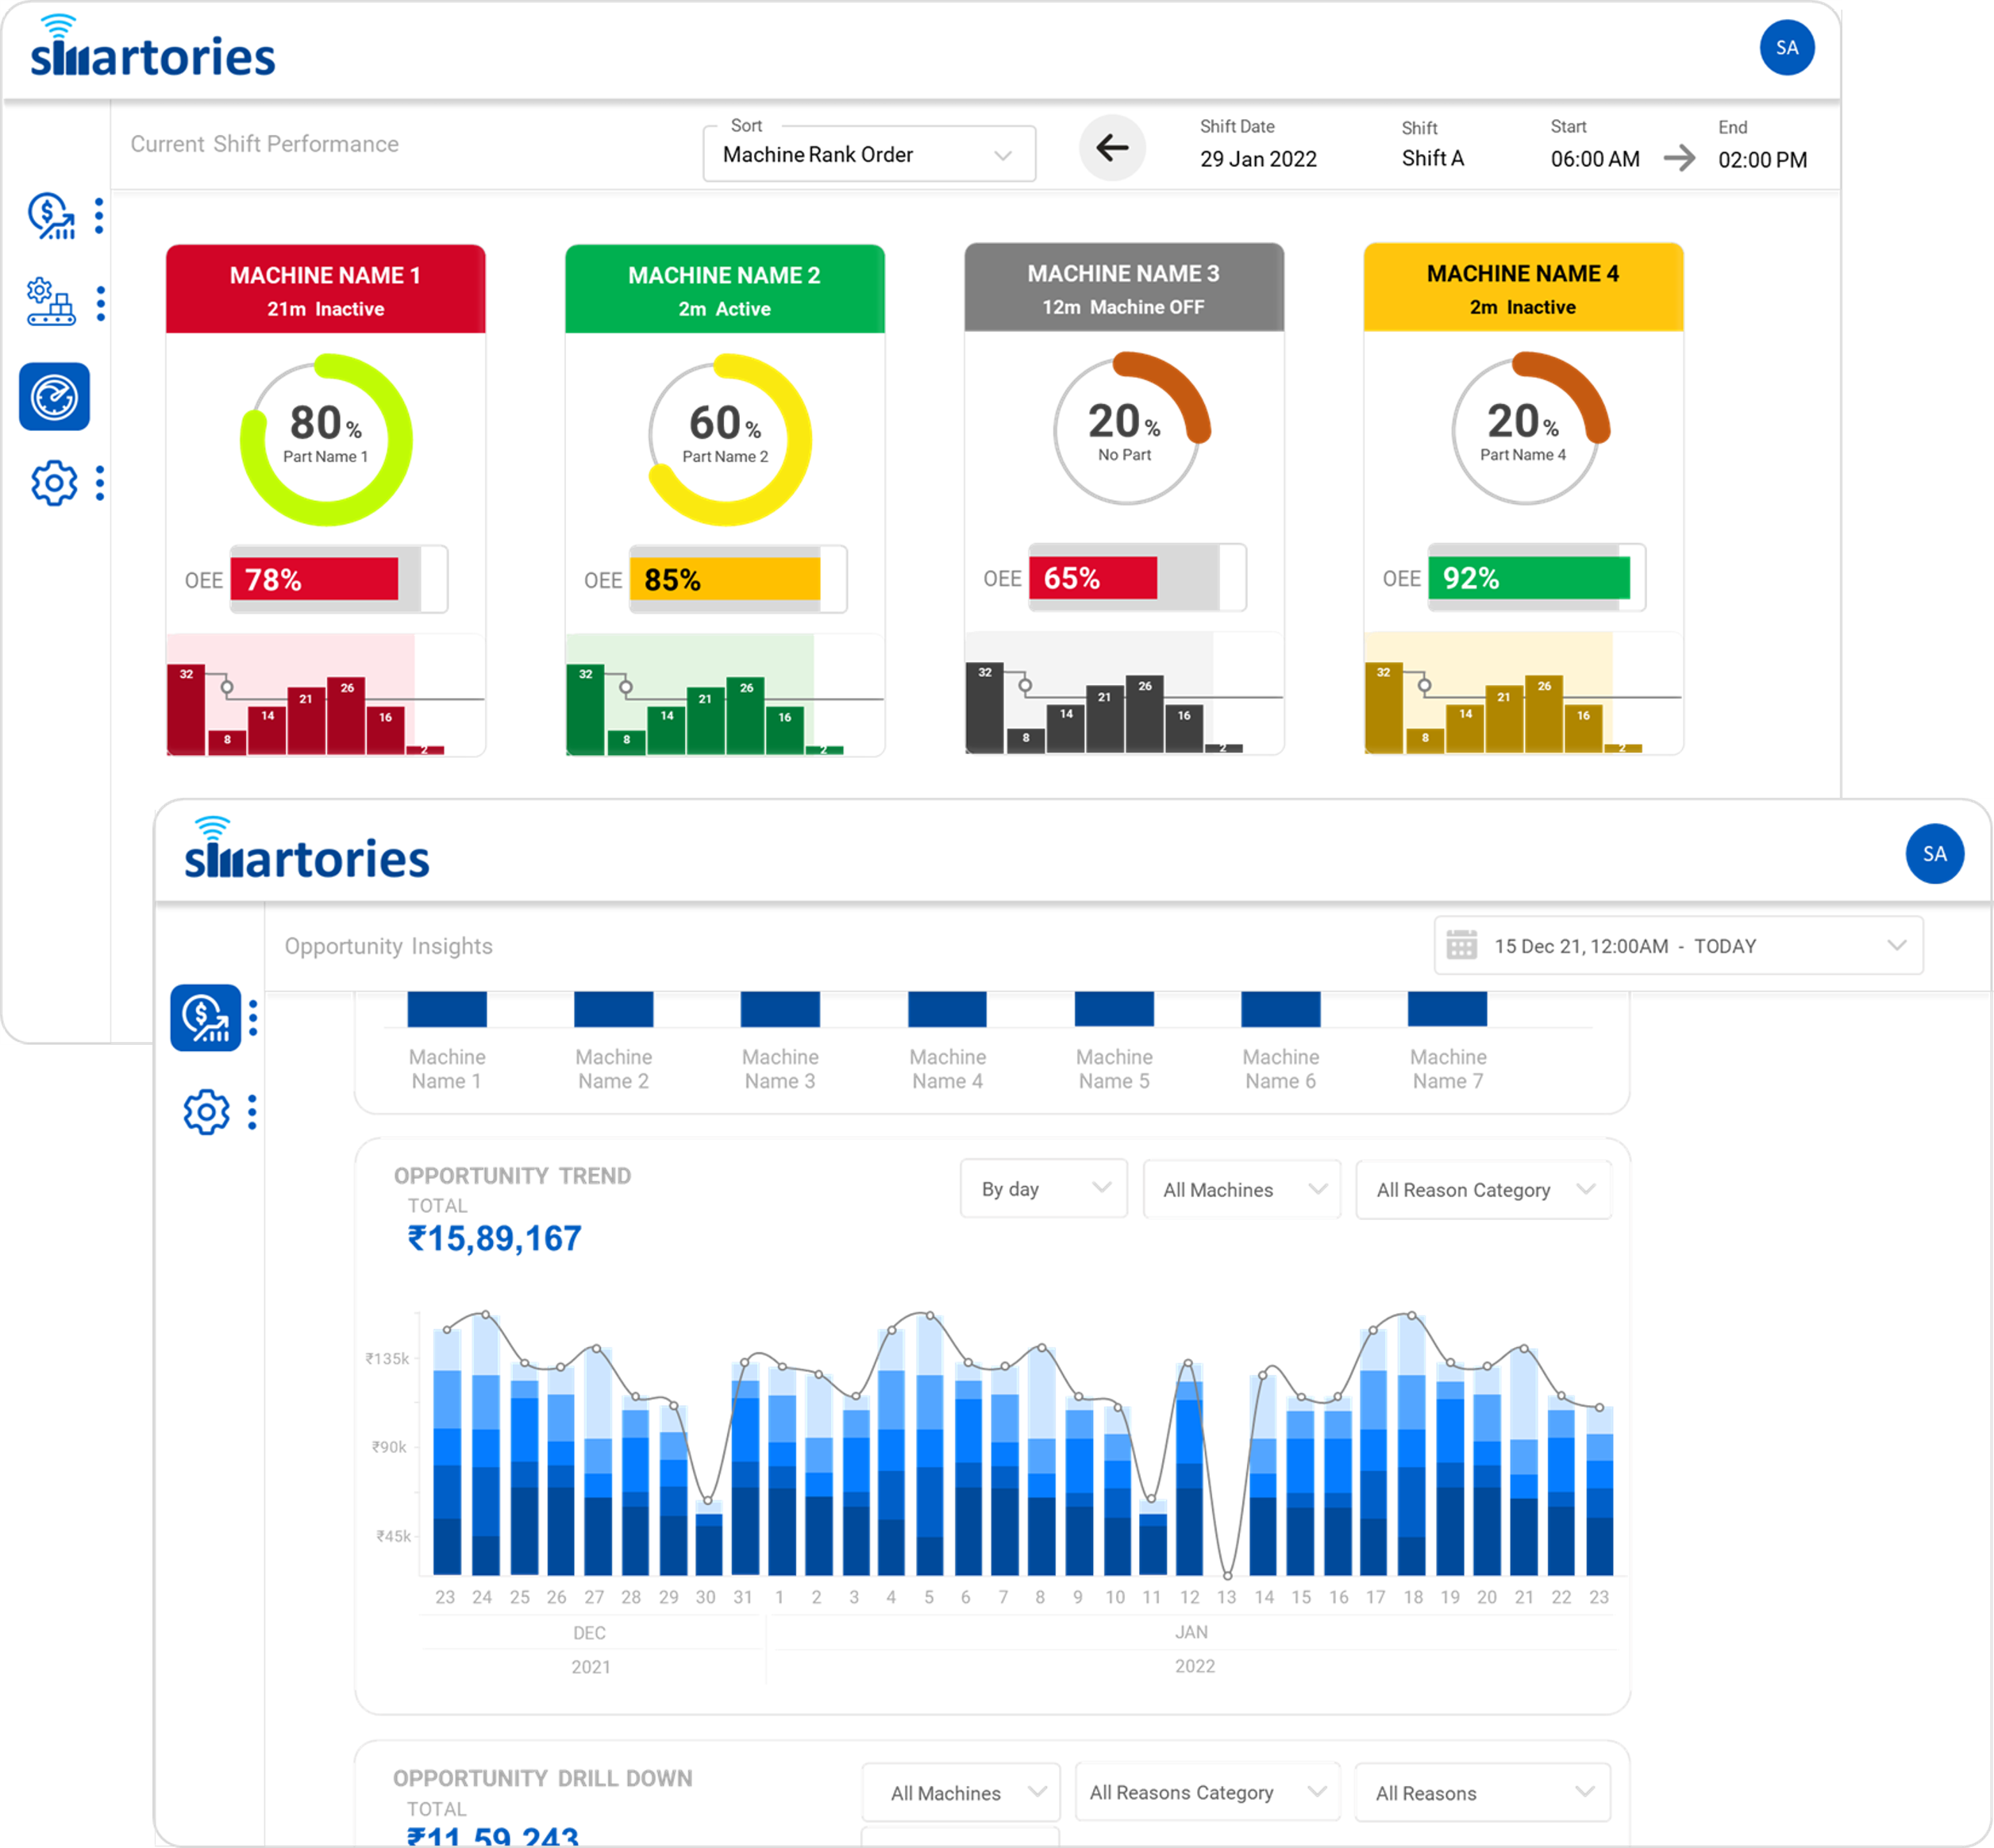 smartories
SA
Current Shift Performance
Sort
Machine Rank Order
Shift Date
29 Jan 2022
Shift
Shift A
Start
06:00 AM
End
02:00 PM
MACHINE NAME 1
21m Inactive
80 %
Part Name 1
OEE 78%
32 8 14 21 26 16 2
MACHINE NAME 2
2m Active
60 %
Part Name 2
OEE 85%
32 8 14 21 26 16 2
MACHINE NAME 3
12m Machine OFF
20 %
No Part
OEE 65%
32 8 14 21 26 16 2
MACHINE NAME 4
2m Inactive
20 %
Part Name 4
OEE 92%
32 8 14 21 26 16 2
smartories
SA
Opportunity Insights
15 Dec 21, 12:00AM - TODAY
Machine
Name 1
Machine
Name 2
Machine
Name 3
Machine
Name 4
Machine
Name 5
Machine
Name 6
Machine
Name 7
OPPORTUNITY TREND
TOTAL
₹15,89,167
By day
All Machines
All Reason Category
₹135k
₹90k
₹45k
23 24 25 26 27 28 29 30 31 1 2 3 4 5 6 7 8 9 10 11 12 13 14 15 16 17 18 19 20 21 22 23
DEC
JAN
2021
2022
OPPORTUNITY DRILL DOWN
TOTAL
₹11,59,243
All Machines
All Reasons Category
All Reasons